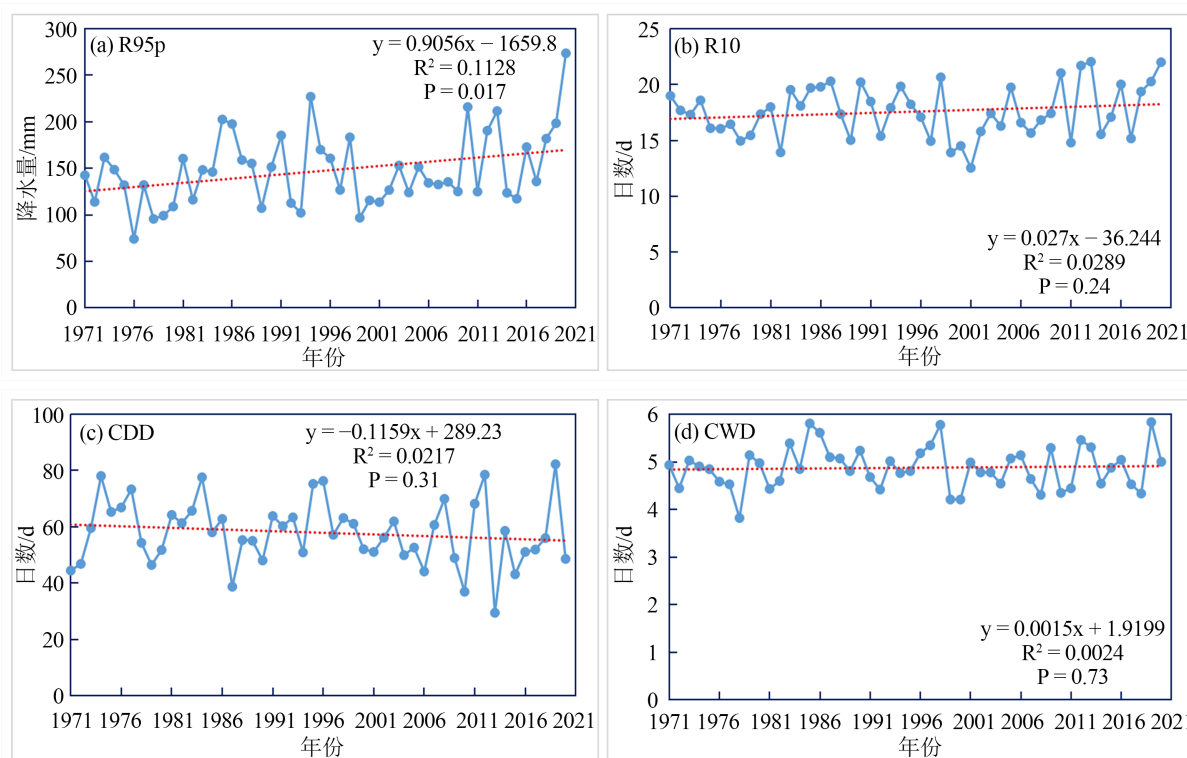 (a) R95p
y = 0.9056x − 1659.8
R² = 0.1128
P = 0.017
300
250
200
150
100
50
0
降水量/mm
1971 1976 1981 1986 1991 1996 2001 2006 2011 2016 2021
年份
(b) R10
25
20
15
10
5
0
日数/d
y = 0.027x − 36.244
R² = 0.0289
P = 0.24
1971 1976 1981 1986 1991 1996 2001 2006 2011 2016 2021
年份
(c) CDD
y = −0.1159x + 289.23
R² = 0.0217
P = 0.31
100
80
60
40
20
0
日数/d
1971 1976 1981 1986 1991 1996 2001 2006 2011 2016 2021
年份
(d) CWD
6
5
4
3
2
1
0
日数/d
y = 0.0015x + 1.9199
R² = 0.0024
P = 0.73
1971 1976 1981 1986 1991 1996 2001 2006 2011 2016 2021
年份